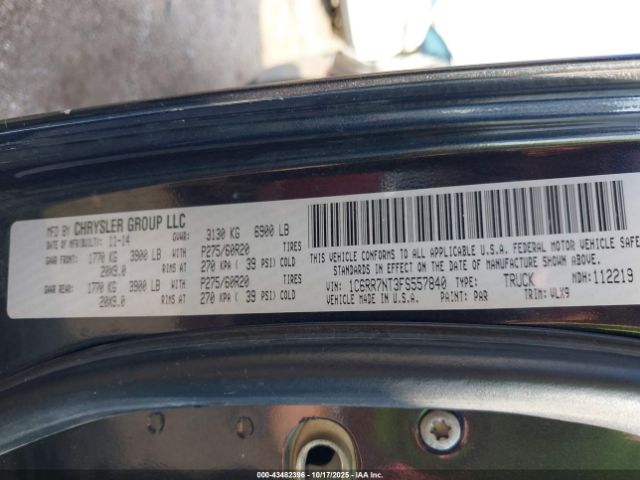 MFD BY CHRYSLER GROUP LLC
DATE OF MFR(BUILT): 11-14 GVWR: 3130 KG 6900 LB
GAWR FRONT: 1770 KG 3900 LB P275/60R20 TIRES
20X9.0 RIMS AT 270 KPA ( 39 PSI) COLD
GAWR REAR: 1770 KG 3900 LB P275/60R20 TIRES
20X9.0 RIMS AT 270 KPA ( 39 PSI) COLD
THIS VEHICLE CONFORMS TO ALL APPLICABLE U.S.A. FEDERAL MOTOR VEHICLE SAFE
STANDARDS IN EFFECT ON THE DATE OF MANUFACTURE SHOWN ABOVE.
VIN: 1C6RR7NT3FS557840 TYPE: TRUCK MDH: 112219
VEHICLE MADE IN U.S.A. PAINT: PAR TRIM: VLX9
00-43482396 - 10/17/2025 - © IAA Holdings, LLC